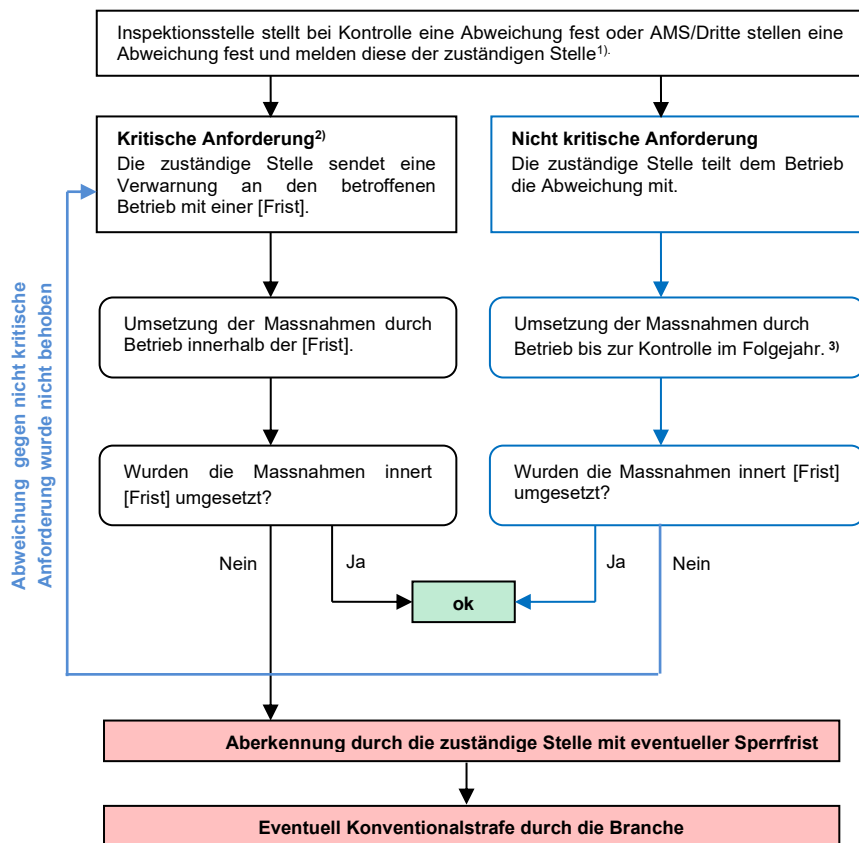 Inspektionsstelle stellt bei Kontrolle eine Abweichung fest oder AMS/Dritte stellen eine
Abweichung fest und melden diese der zuständigen Stelle1).
Kritische Anforderung2)
Die zuständige Stelle sendet eine
Verwarnung an den betroffenen
Betrieb mit einer [Frist].
Nicht kritische Anforderung
Die zuständige Stelle teilt dem Betrieb
die Abweichung mit.
Umsetzung der Massnahmen durch
Betrieb innerhalb der [Frist].
Umsetzung der Massnahmen durch
Betrieb bis zur Kontrolle im Folgejahr. 3)
Abweichung gegen nicht kritische
Anforderung wurde nicht behoben
Wurden die Massnahmen innert
[Frist] umgesetzt?
Wurden die Massnahmen innert [Frist]
umgesetzt?
Nein
Ja
Ja
Nein
ok
Aberkennung durch die zuständige Stelle mit eventueller Sperrfrist
Eventuell Konventionalstrafe durch die Branche